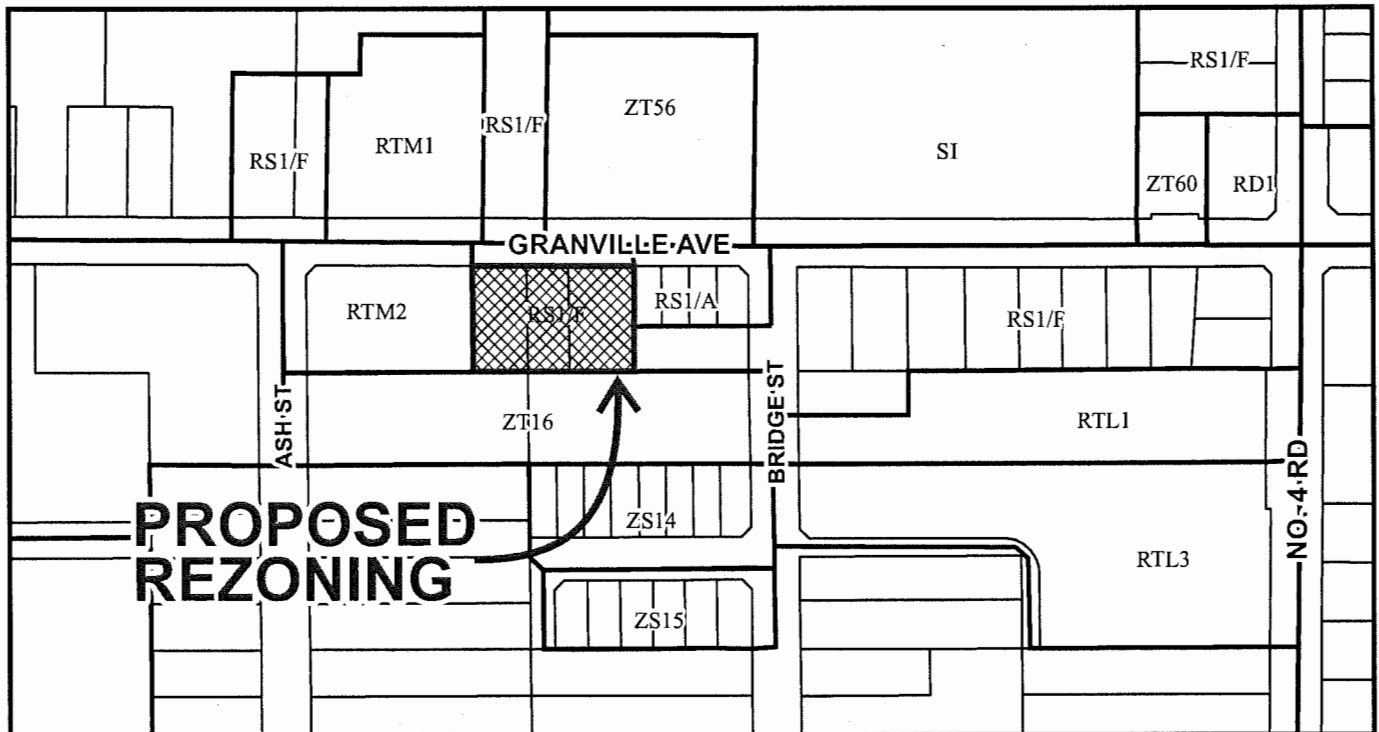 RS1/F
ZT56
RS1/F
RTM1
SI
RS1/F
ZT60
RD1
GRANVILLE AVE
RTM2
RS1/F
RS1/A
RS1/F
ASH ST
ZT16
BRIDGE ST
RTL1
NO. 4 RD
PROPOSED
REZONING
ZS14
RTL3
ZS15